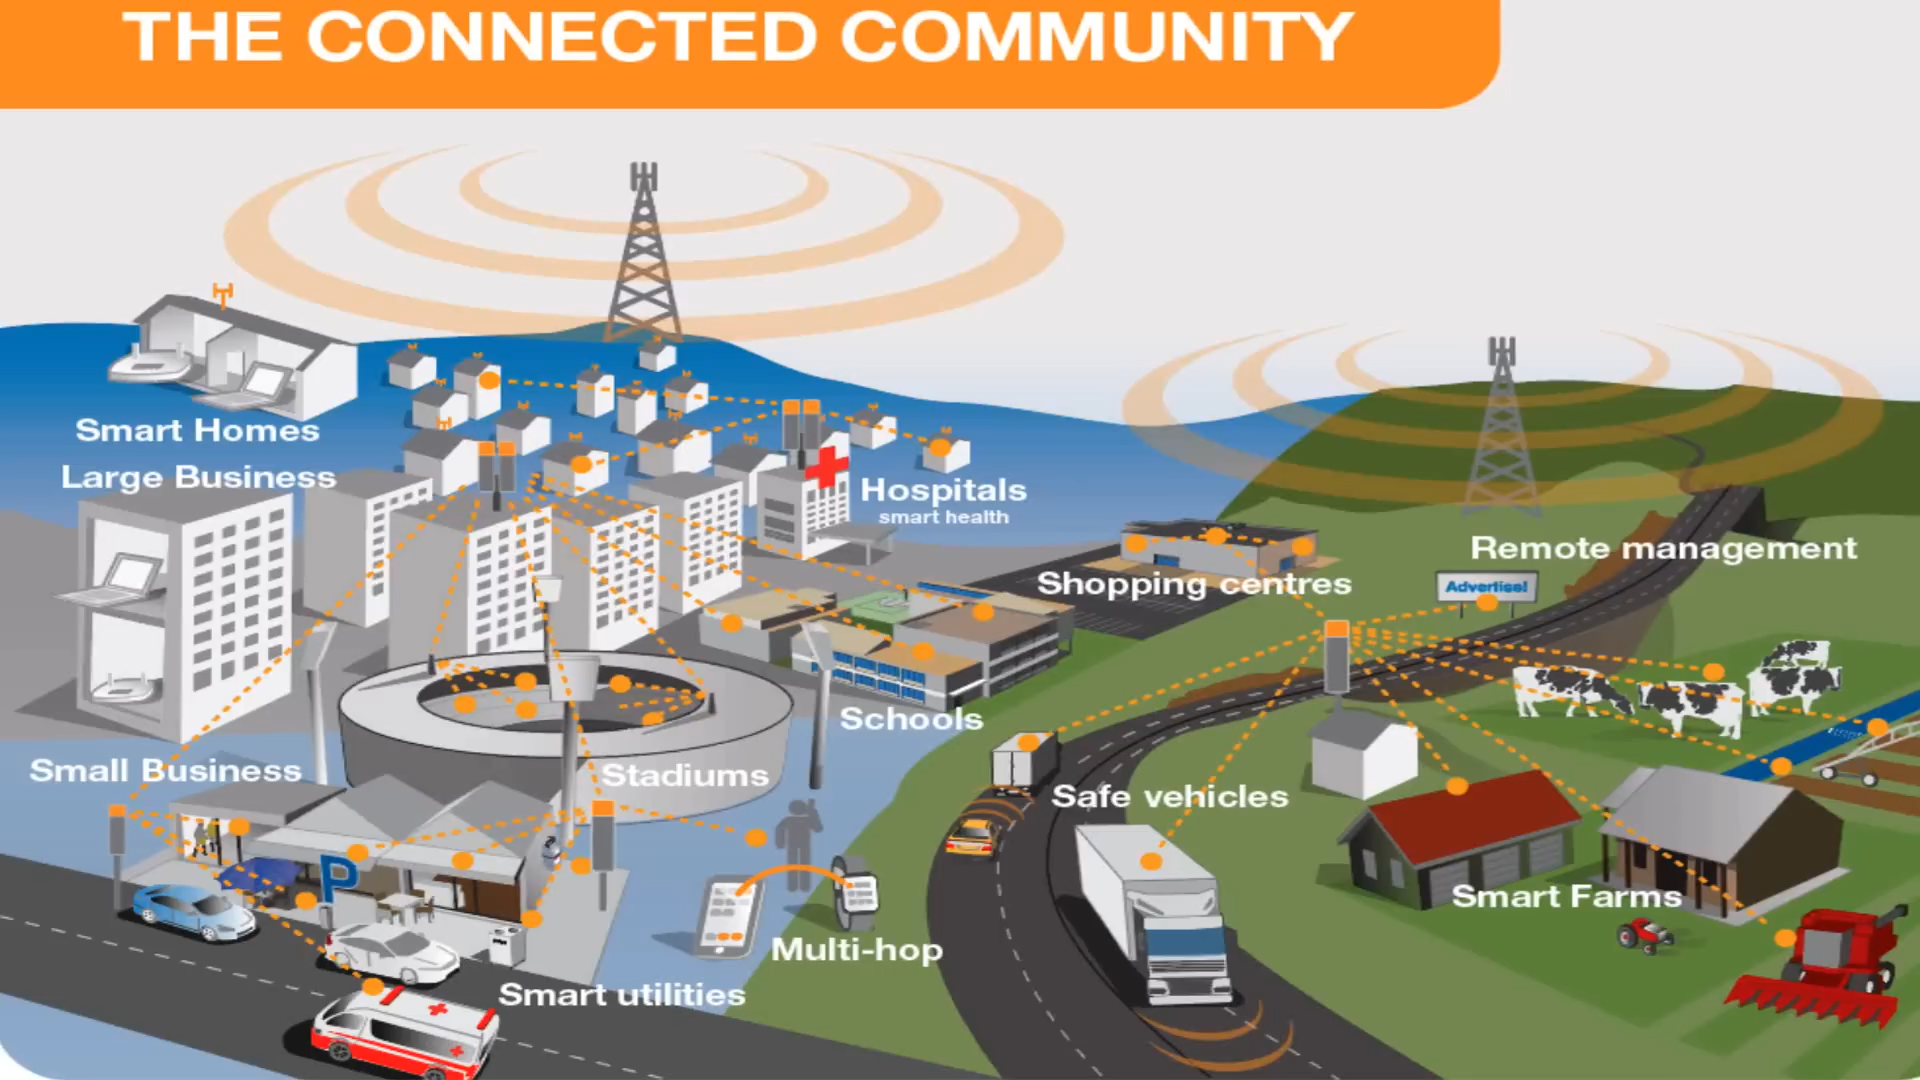 THE CONNECTED COMMUNITY
Smart Homes
Large Business
Hospitals
smart health
Remote management
Shopping centres
Advertise!
Schools
Small Business
Stadiums
Safe vehicles
P
Smart Farms
Multi-hop
Smart utilities